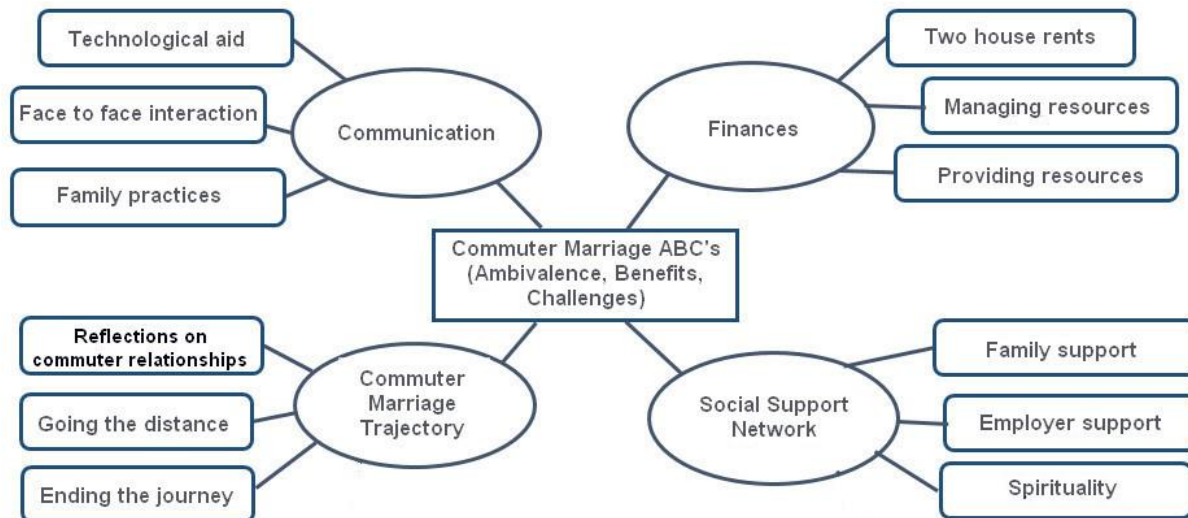 Technological aid
Face to face interaction
Family practices
Communication
Two house rents
Managing resources
Providing resources
Finances
Commuter Marriage ABC's
(Ambivalence, Benefits,
Challenges)
Reflections on
commuter relationships
Going the distance
Ending the journey
Commuter
Marriage
Trajectory
Social Support
Network
Family support
Employer support
Spirituality